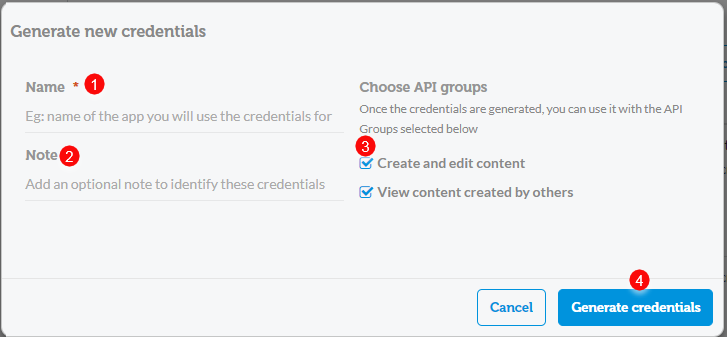 Generate new credentials
Name * 1
Eg: name of the app you will use the credentials for
Note 2
Add an optional note to identify these credentials
Choose API groups
Once the credentials are generated, you can use it with the API
Groups selected below
3
Create and edit content
View content created by others
4
Cancel
Generate credentials